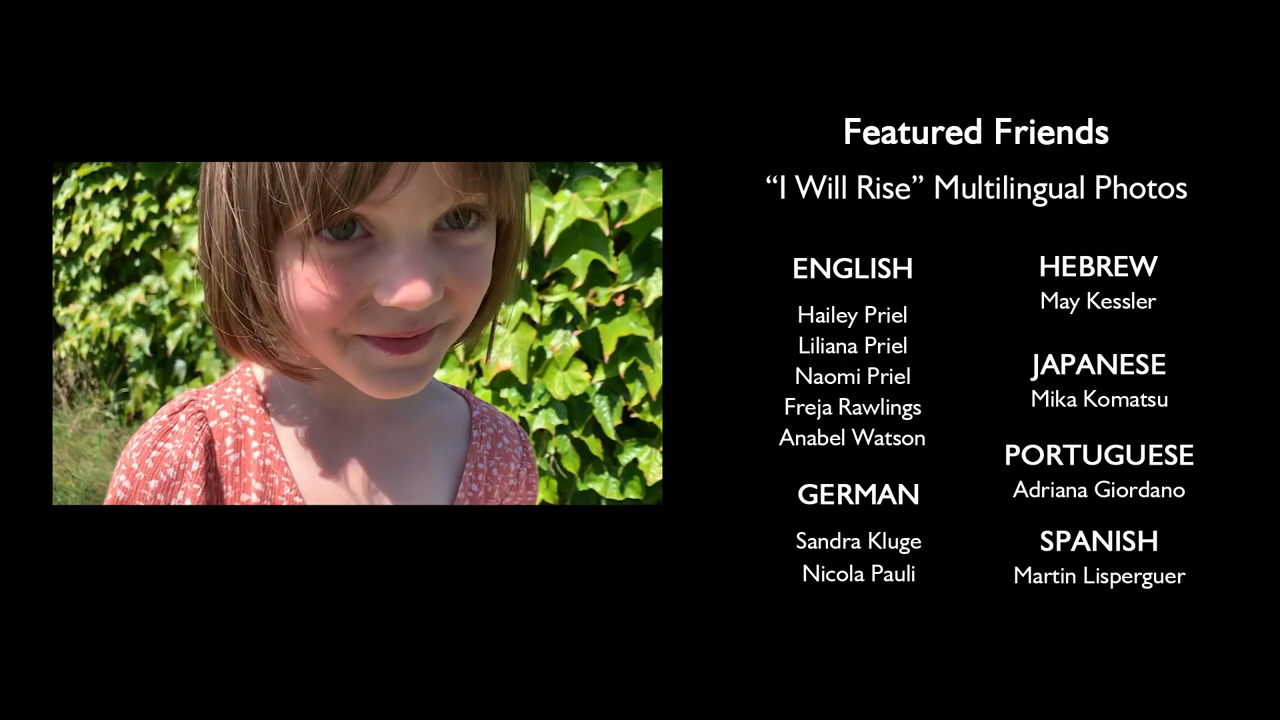 Featured Friends
“I Will Rise” Multilingual Photos
ENGLISH
Hailey Priel
Liliana Priel
Naomi Priel
Freja Rawlings
Anabel Watson
GERMAN
Sandra Kluge
Nicola Pauli
HEBREW
May Kessler
JAPANESE
Mika Komatsu
PORTUGUESE
Adriana Giordano
SPANISH
Martin Lisperguer